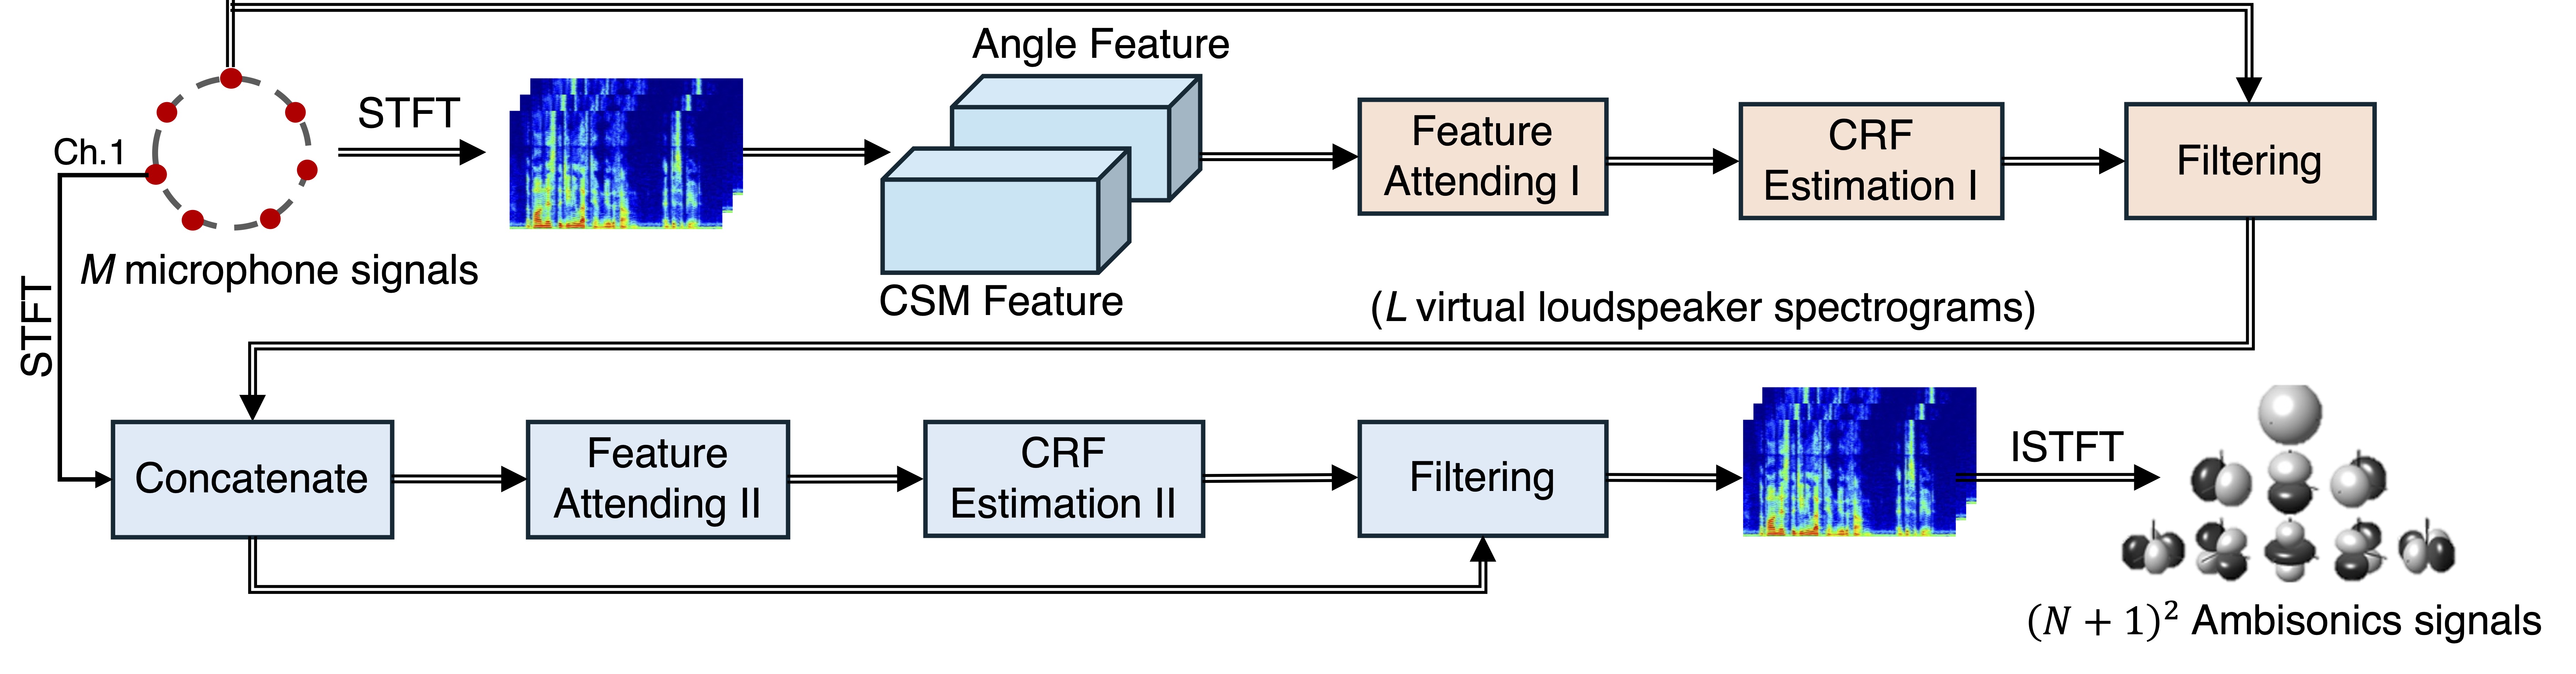 Angle Feature
STFT
Ch.1
Feature
Attending I
CRF
Estimation I
Filtering
M microphone signals
CSM Feature
(L virtual loudspeaker spectrograms)
STFT
Concatenate
Feature
Attending II
CRF
Estimation II
Filtering
ISTFT
(N + 1)² Ambisonics signals